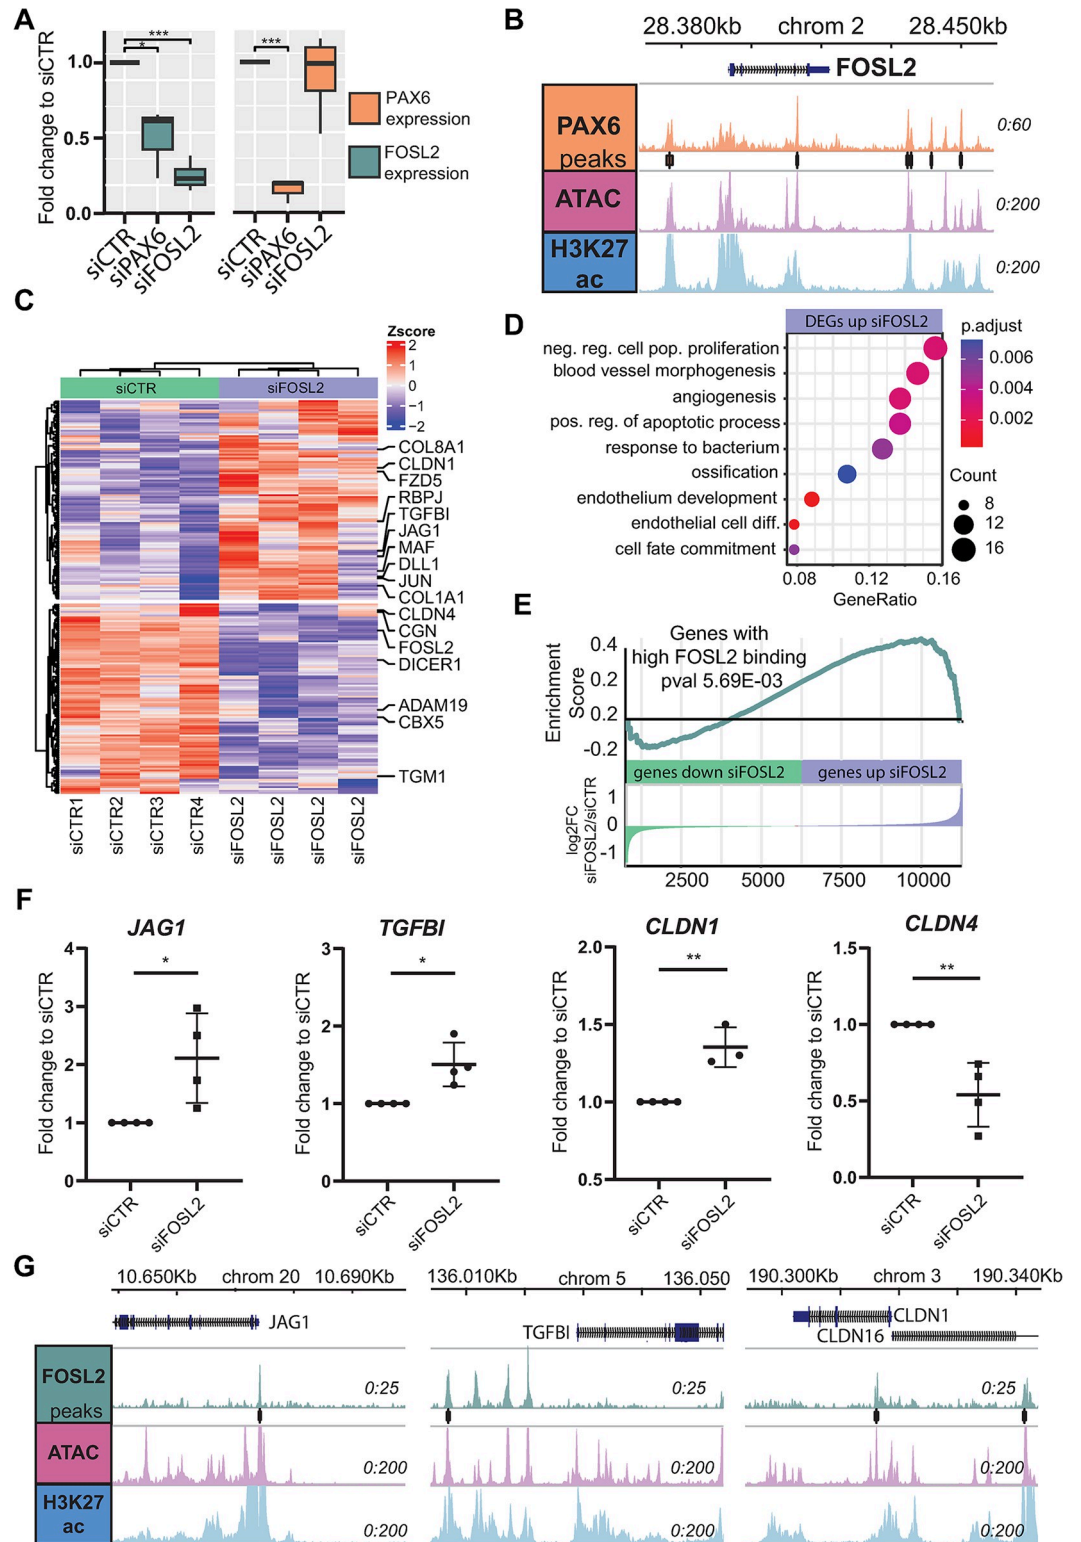 A
Fold change to siCTR
1.0
0.5
0.0
***
*
***
siCTR
siPAX6
siFOSL2
siCTR
siPAX6
siFOSL2
PAX6
expression
FOSL2
expression
B
28.380kb chrom 2 28.450kb
FOSL2
PAX6
peaks
0:60
ATAC
0:200
H3K27
ac
0:200
C
Zscore
2
1
0
−1
−2
siCTR siFOSL2
COL8A1
CLDN1
FZD5
RBPJ
TGFBI
JAG1
MAF
DLL1
JUN
COL1A1
CLDN4
CGN
FOSL2
DICER1
ADAM19
CBX5
TGM1
siCTR1
siCTR2
siCTR3
siCTR4
siFOSL2
siFOSL2
siFOSL2
siFOSL2
D
DEGs up siFOSL2
neg. reg. cell pop. proliferation
blood vessel morphogenesis
angiogenesis
pos. reg. of apoptotic process
response to bacterium
ossification
endothelium development
endothelial cell diff.
cell fate commitment
0.08 0.12 0.16
GeneRatio
p.adjust
0.006
0.004
0.002
Count
8
12
16
E
Enrichment
Score
0.4
0.2
0.2
-0.2
Genes with
high FOSL2 binding
pval 5.69E-03
genes down siFOSL2 genes up siFOSL2
log2FC
siFOSL2/siCTR
1
0
-1
2500 5000 7500 10000
F
JAG1
Fold change to siCTR
4
3
2
1
0
*
siCTR
siFOSL2
TGFBI
Fold change to siCTR
3
2
1
0
*
siCTR
siFOSL2
CLDN1
Fold change to siCTR
2.0
1.5
1.0
0.5
**
siCTR
siFOSL2
CLDN4
Fold change to siCTR
1.5
1.0
0.5
0.0
**
siCTR
siFOSL2
G
10.650Kb chrom 20 10.690Kb
JAG1
136.010Kb chrom 5 136.050
TGFBI
190.300Kb chrom 3 190.340Kb
CLDN1
CLDN16
FOSL2
peaks
0:25
0:25
0:25
ATAC
0:200
0:200
0:200
H3K27
ac
0:200
0:200
0:200